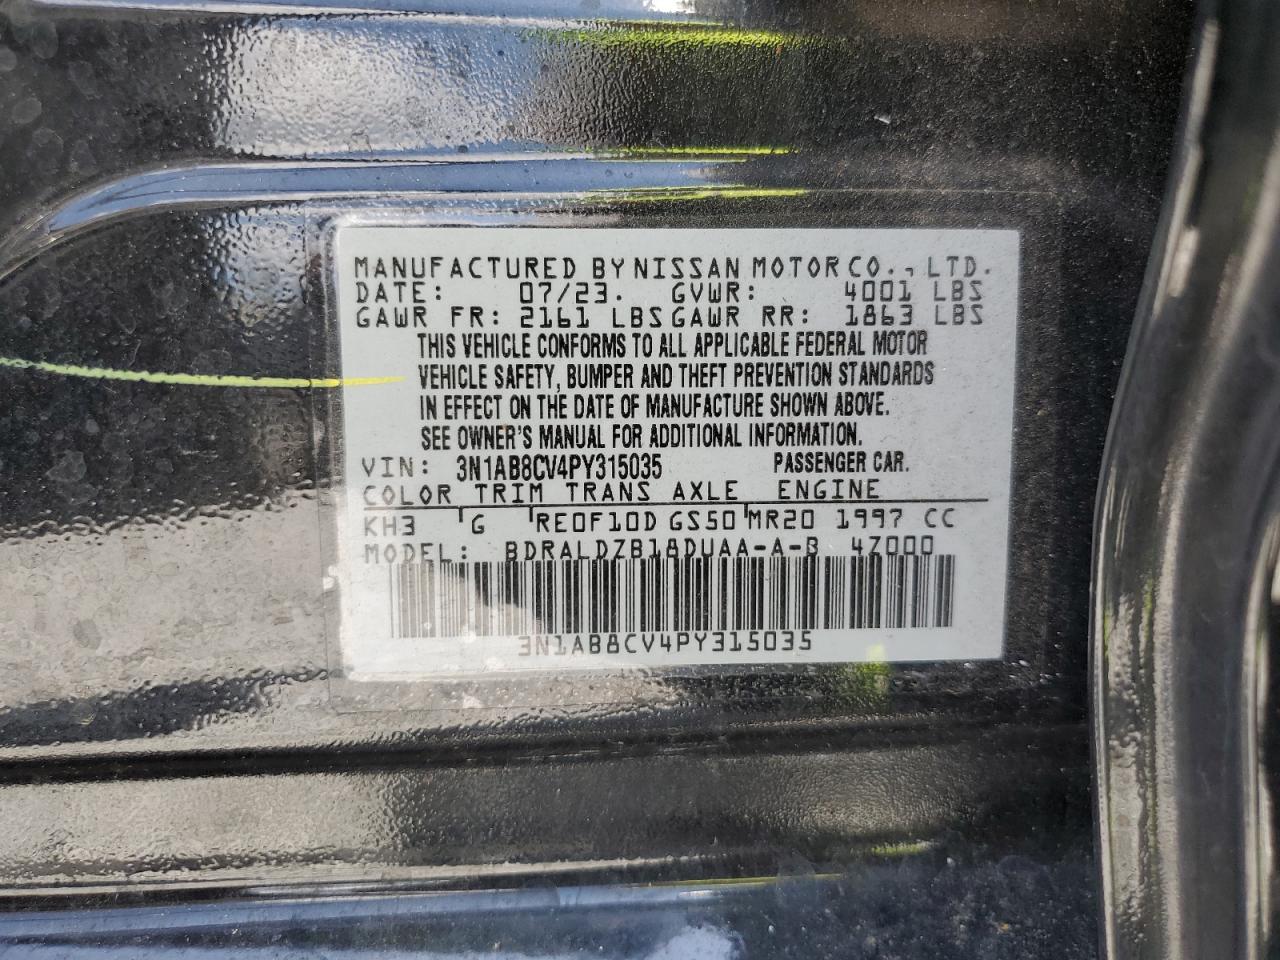 MANUFACTURED BY NISSAN MOTOR CO., LTD.
DATE: 07/23. GVWR: 4001 LBS
GAWR FR: 2161 LBS GAWR RR: 1863 LBS
THIS VEHICLE CONFORMS TO ALL APPLICABLE FEDERAL MOTOR
VEHICLE SAFETY, BUMPER AND THEFT PREVENTION STANDARDS
IN EFFECT ON THE DATE OF MANUFACTURE SHOWN ABOVE.
SEE OWNER'S MANUAL FOR ADDITIONAL INFORMATION.
VIN: 3N1AB8CV4PY315035 PASSENGER CAR.
COLOR TRIM TRANS AXLE ENGINE
KH3 G RE0F10D GS50 MR20 1997 CC
MODEL: BDRALDZB18DUAA-A-B 4Z000
3N1AB8CV4PY315035